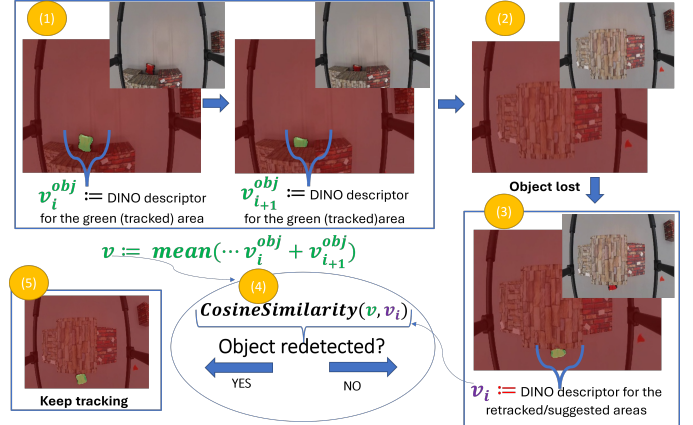 (1)
(2)
v_i^obj := DINO descriptor
for the green (tracked) area
v_{i+1}^obj := DINO descriptor
for the green (tracked)area
Object lost
(3)
v := mean(⋯ v_i^obj + v_{i+1}^obj)
(4)
(5)
CosineSimilarity(v, v_i)
Object redetected?
YES
NO
Keep tracking
v_i := DINO descriptor for the
retracked/suggested areas